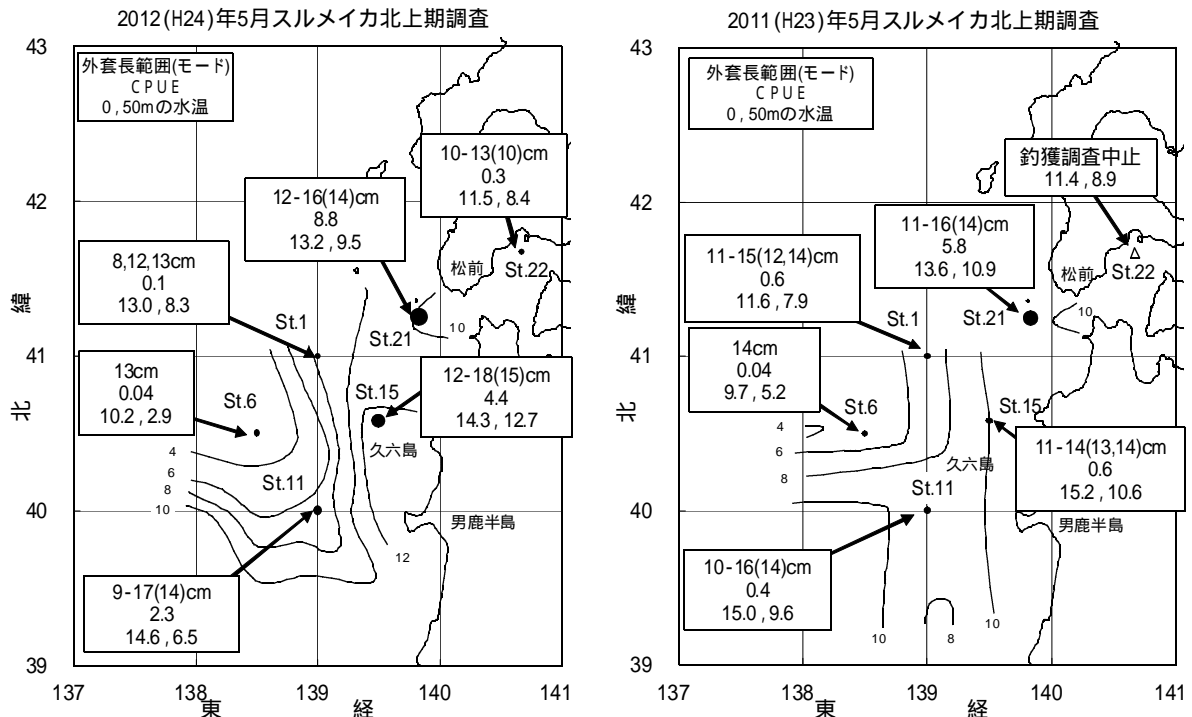 2012(H24)年5月スルメイカ北上期調査
外套長範囲(モード)
CPUE
0,50mの水温
10-13(10)cm
0.3
11.5,8.4
12-16(14)cm
8.8
13.2,9.5
8,12,13cm
0.1
13.0,8.3
13cm
0.04
10.2,2.9
12-18(15)cm
4.4
14.3,12.7
9-17(14)cm
2.3
14.6,6.5
松前
St.22
St.1
St.21
10
St.15
St.6
久六島
4
6
8
10
St.11
男鹿半島
12
43
42
41
40
39
137
138
139
140
141
北
緯
東
経
2011(H23)年5月スルメイカ北上期調査
外套長範囲(モード)
CPUE
0,50mの水温
釣獲調査中止
11.4,8.9
11-16(14)cm
5.8
13.6,10.9
11-15(12,14)cm
0.6
11.6,7.9
14cm
0.04
9.7,5.2
11-14(13,14)cm
0.6
15.2,10.6
10-16(14)cm
0.4
15.0,9.6
松前
St.22
St.1
St.21
10
St.6
St.15
4
6
8
久六島
St.11
男鹿半島
10
8
10
43
42
41
40
39
137
138
139
140
141
北
緯
東
経